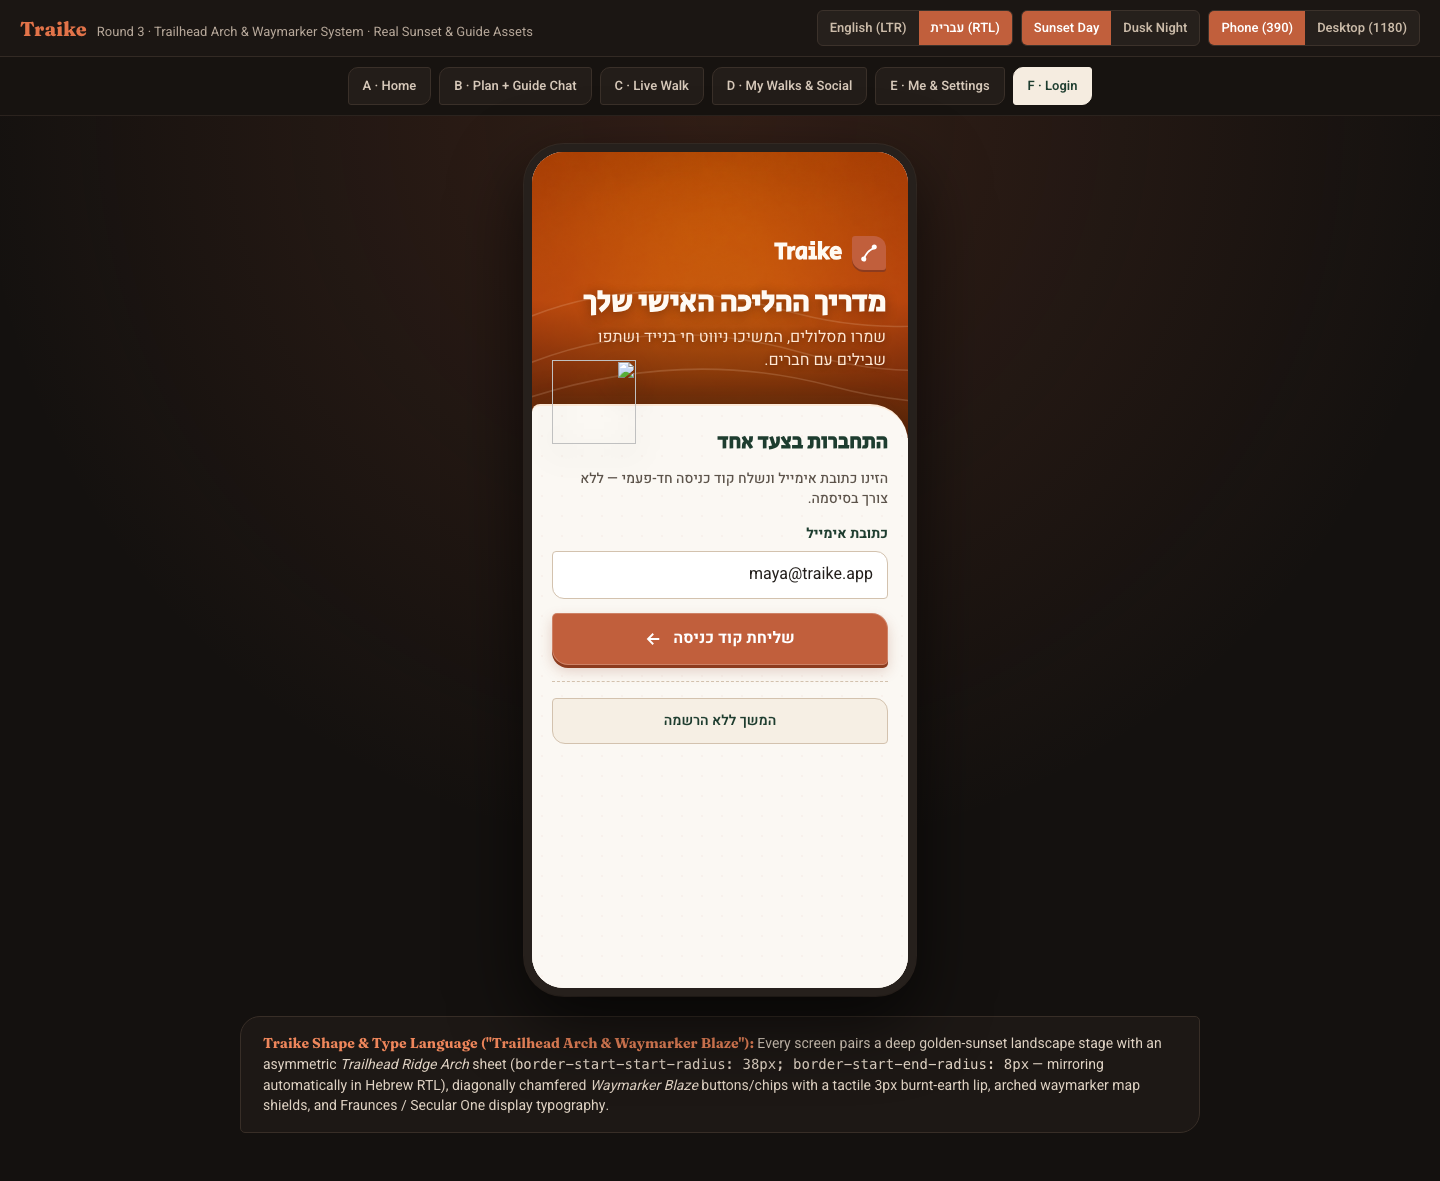 Traike Round 3 · Trailhead Arch & Waymarker System · Real Sunset & Guide Assets
English (LTR) עברית (RTL) Sunset Day Dusk Night Phone (390) Desktop (1180)
A · Home B · Plan + Guide Chat C · Live Walk D · My Walks & Social E · Me & Settings F · Login
Traike
מדריך ההליכה האישי שלך
שמרו מסלולים, המשיכו ניווט חי בנייד ושתפו
שבילים עם חברים.
התחברות בצעד אחד
הזינו כתובת אימייל ונשלח קוד כניסה חד-פעמי — ללא
צורך בסיסמה.
כתובת אימייל
maya@traike.app
שליחת קוד כניסה ←
המשך ללא הרשמה
Traike Shape & Type Language ("Trailhead Arch & Waymarker Blaze"): Every screen pairs a deep golden-sunset landscape stage with an
asymmetric Trailhead Ridge Arch sheet (border-start-start-radius: 38px; border-start-end-radius: 8px — mirroring
automatically in Hebrew RTL), diagonally chamfered Waymarker Blaze buttons/chips with a tactile 3px burnt-earth lip, arched waymarker map
shields, and Fraunces / Secular One display typography.